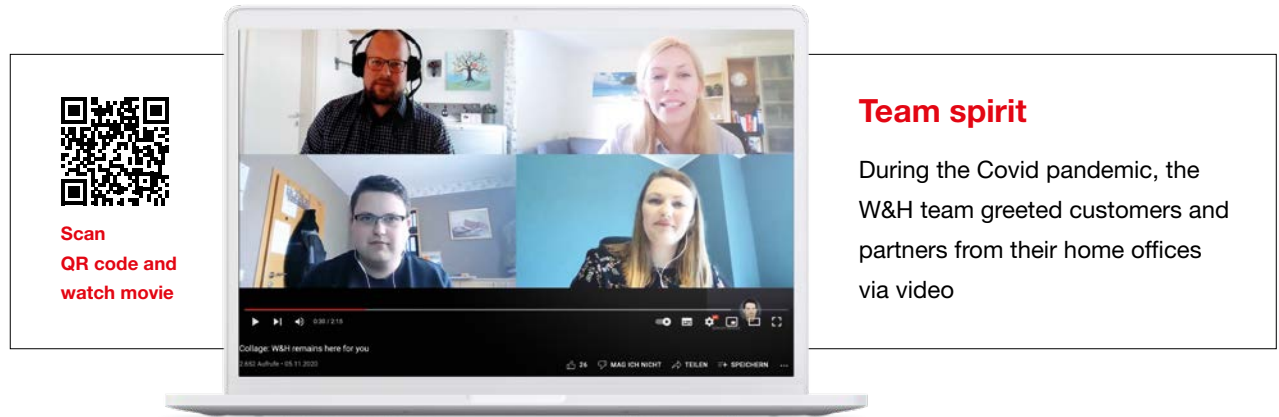 Scan
QR code and
watch movie
0:30 / 2:15
Collage: W&H remains here for you
2.652 Aufrufe • 05.11.2020
26 MAG ICH NICHT TEILEN SPEICHERN
Team spirit
During the Covid pandemic, the
W&H team greeted customers and
partners from their home offices
via video